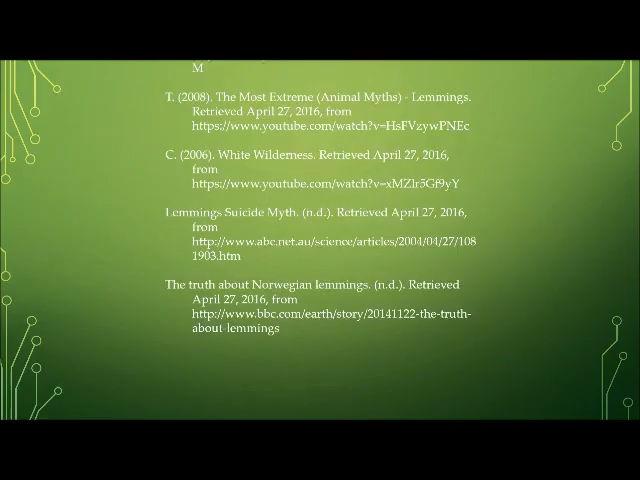 M
T. (2008). The Most Extreme (Animal Myths) - Lemmings.
Retrieved April 27, 2016, from
https://www.youtube.com/watch?v=HsFVzywPNEc
C. (2006). White Wilderness. Retrieved April 27, 2016,
from
https://www.youtube.com/watch?v=xMZlr5Gf9yY
Lemmings Suicide Myth. (n.d.). Retrieved April 27, 2016,
from
http://www.abc.net.au/science/articles/2004/04/27/108
1903.htm
The truth about Norwegian lemmings. (n.d.). Retrieved
April 27, 2016, from
http://www.bbc.com/earth/story/20141122-the-truth-
about-lemmings